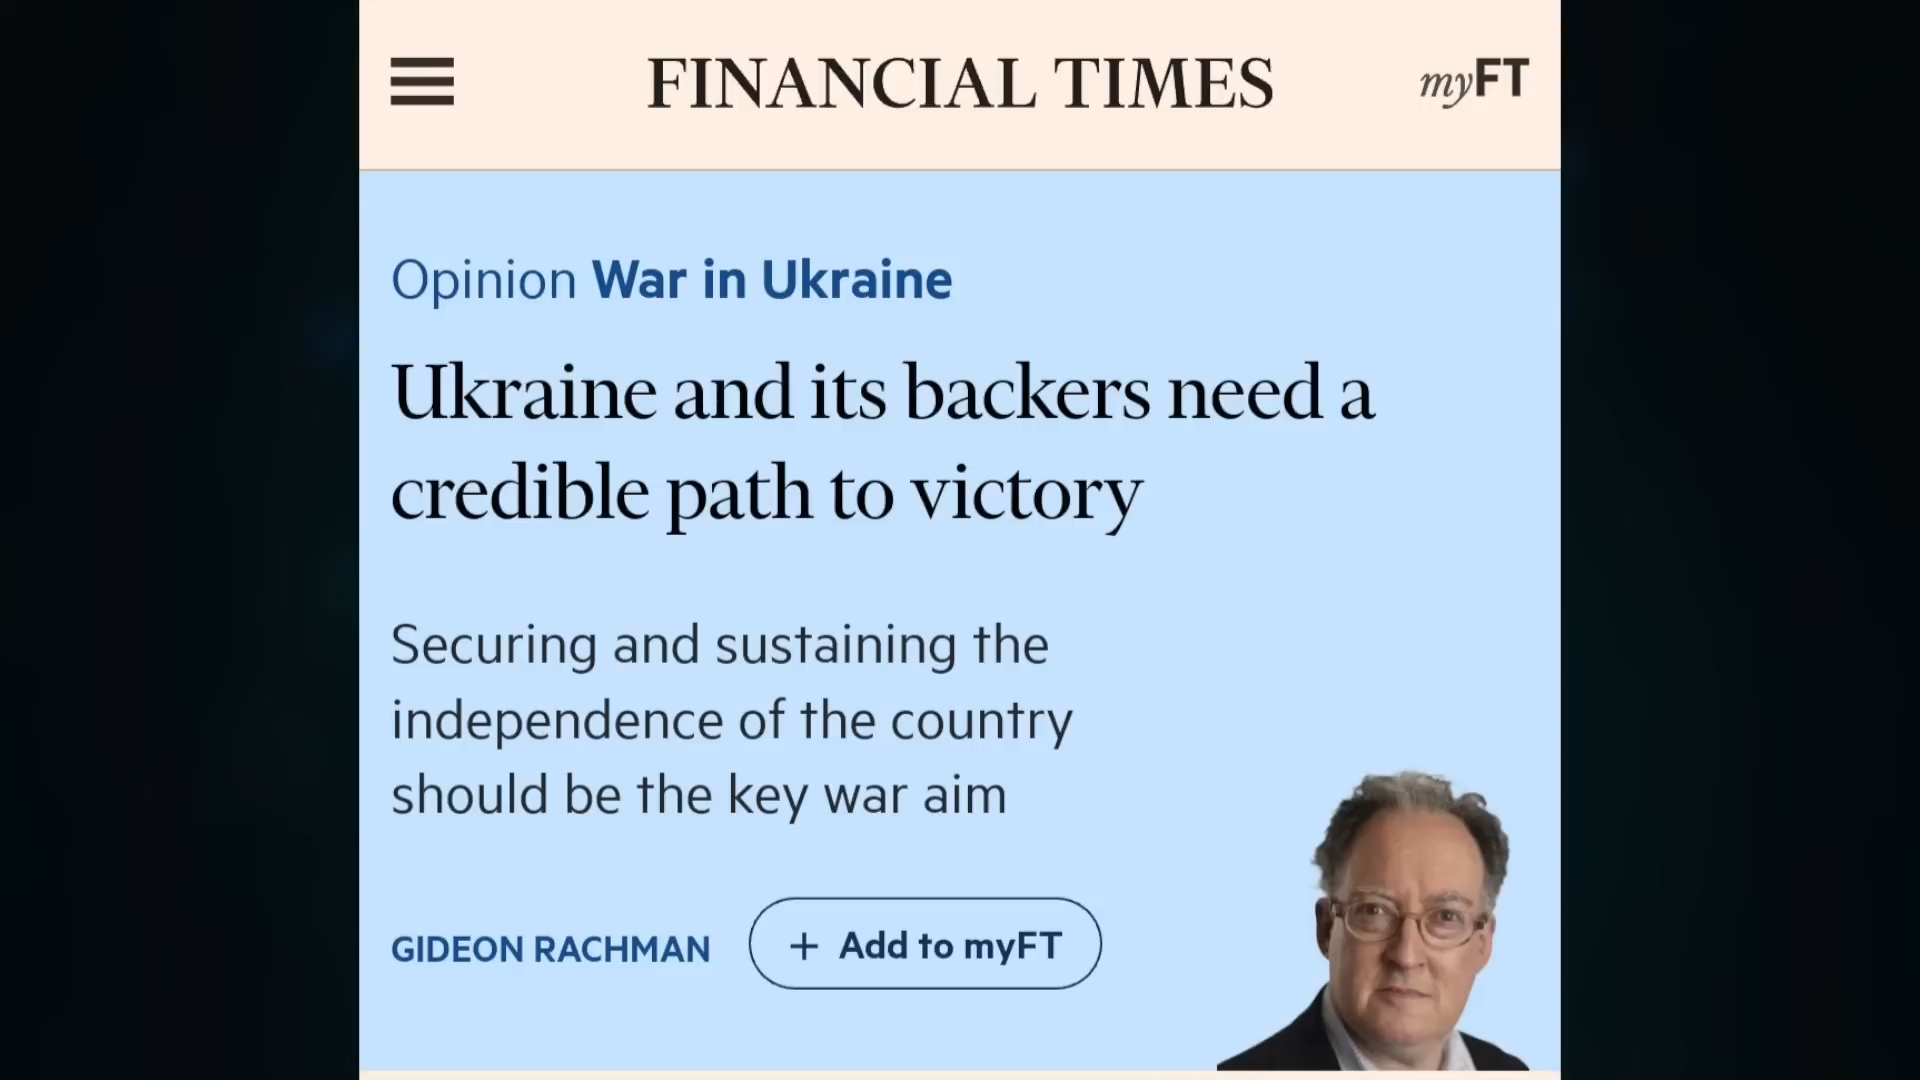 FINANCIAL TIMES
myFT
Opinion War in Ukraine
Ukraine and its backers need a
credible path to victory
Securing and sustaining the
independence of the country
should be the key war aim
GIDEON RACHMAN
+ Add to myFT